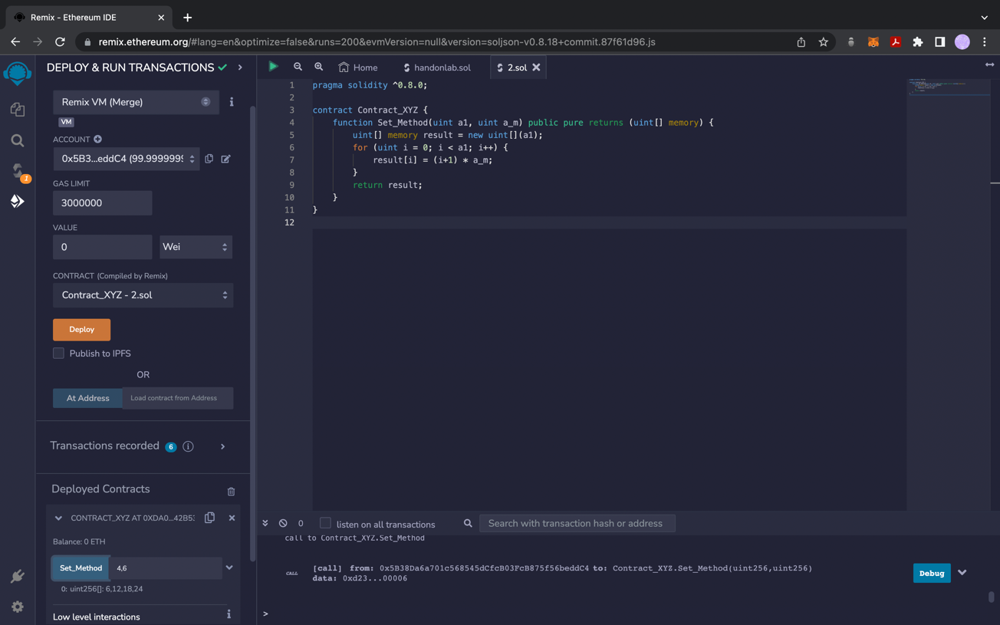 Remix - Ethereum IDE
remix.ethereum.org/#lang=en&optimize=false&runs=200&evmVersion=null&version=soljson-v0.8.18+commit.87f61d96.js
DEPLOY & RUN TRANSACTIONS
Remix VM (Merge)
VM
ACCOUNT
0x5B3...eddC4 (99.9999999
GAS LIMIT
3000000
VALUE
0
Wei
CONTRACT (Compiled by Remix)
Contract_XYZ - 2.sol
Deploy
Publish to IPFS
OR
At Address
Load contract from Address
Transactions recorded 6
Deployed Contracts
CONTRACT_XYZ AT 0XDA0...42B53
Balance: 0 ETH
Set_Method
4,6
0: uint256[]: 6,12,18,24
Low level interactions
1
Home
handonlab.sol
2.sol
1 pragma solidity ^0.8.0;
2
3 contract Contract_XYZ {
4 function Set_Method(uint a1, uint a_m) public pure returns (uint[] memory) {
5 uint[] memory result = new uint[](a1);
6 for (uint i = 0; i < a1; i++) {
7 result[i] = (i+1) * a_m;
8 }
9 return result;
10 }
11 }
12
0
listen on all transactions
Search with transaction hash or address
call to Contract_XYZ.Set_Method
CALL
[call] from: 0x5B38Da6a701c568545dCfcB03FcB875f56beddC4 to: Contract_XYZ.Set_Method(uint256,uint256)
data: 0xd23...00006
Debug
>